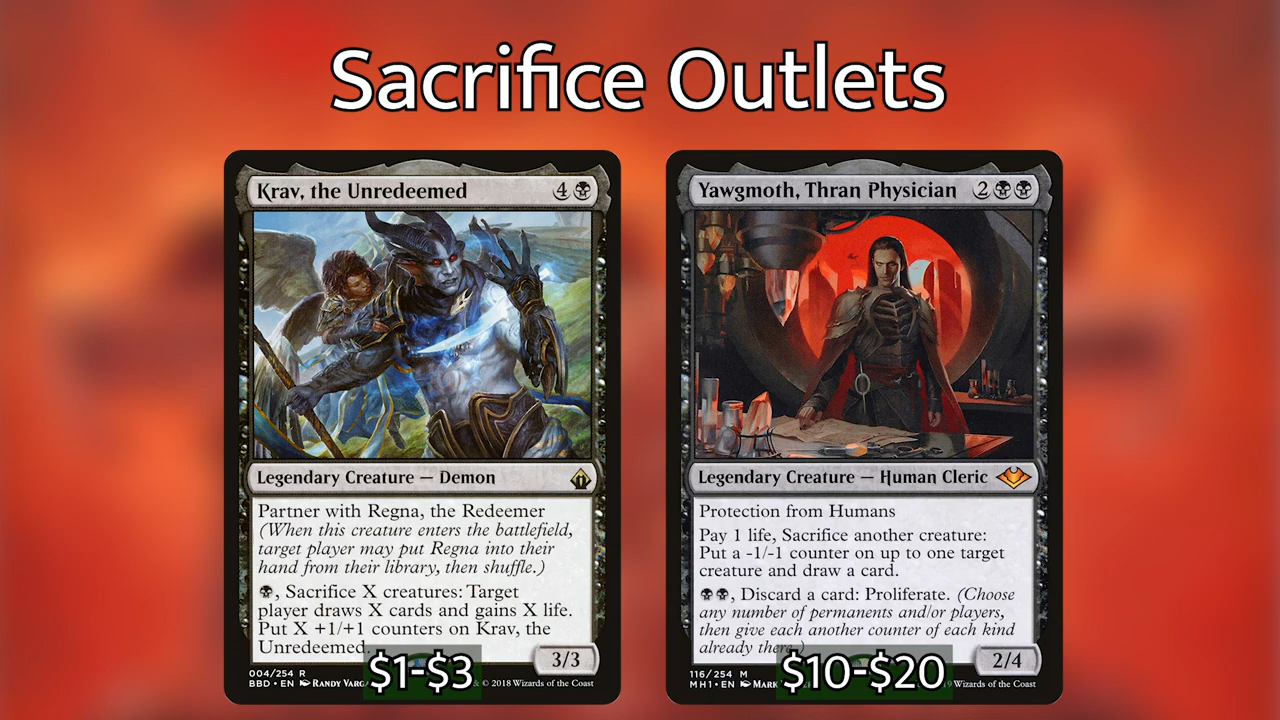 Sacrifice Outlets
Krav, the Unredeemed 4
Legendary Creature — Demon
Partner with Regna, the Redeemer
(When this creature enters the battlefield,
target player may put Regna into their
hand from their library, then shuffle.)
, Sacrifice X creatures: Target
player draws X cards and gains X life.
Put X +1/+1 counters on Krav, the
Unredeemed.
3/3
004/254 R
BBD • EN RANDY & © 2018 Wizards of the Coast
$1-$3
Yawgmoth, Thran Physician 2
Legendary Creature — Human Cleric
Protection from Humans
Pay 1 life, Sacrifice another creature:
Put a -1/-1 counter on up to one target
creature and draw a card.
, Discard a card: Proliferate. (Choose
any number of permanents and/or players,
then give each another counter of each kind
already there.)
2/4
116/254 M
MH1 • EN MARK Wizards of the Coast
$10-$20